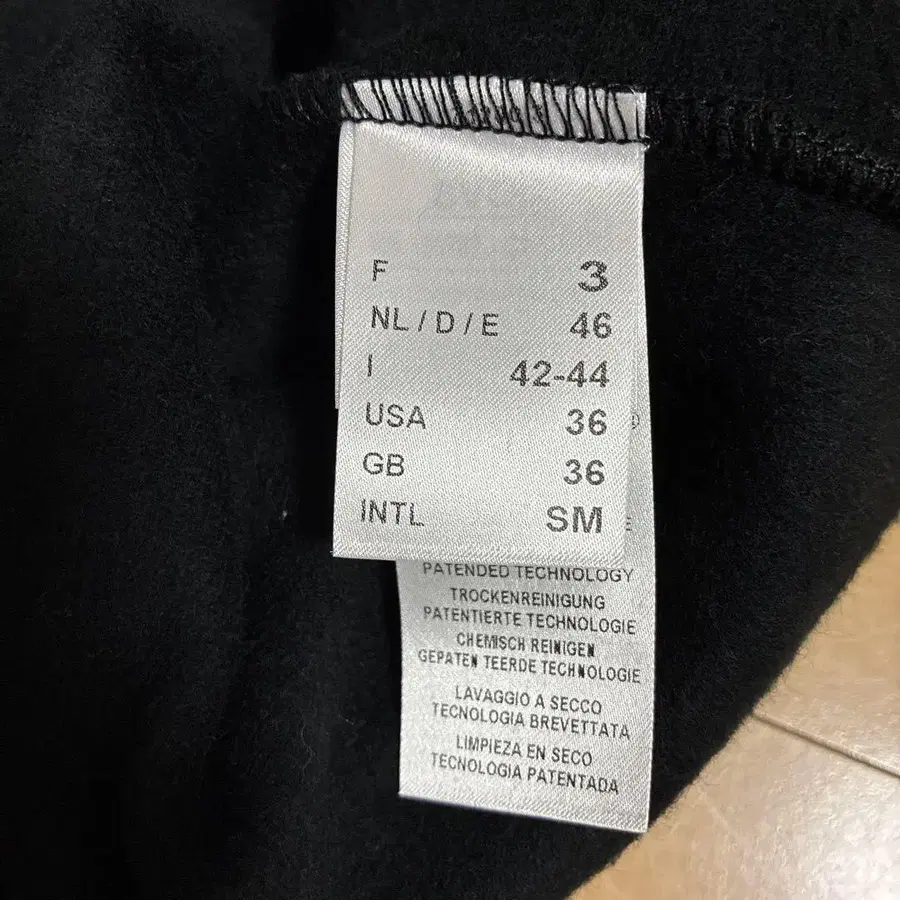 F 3
NL / D / E 46
I 42-44
USA 36
GB 36
INTL SM
PATENDED TECHNOLOGY
TROCKENREINIGUNG
PATENTIERTE TECHNOLOGIE
CHEMISCH REINIGEN
GEPATEN TEERDE TECHNOLOGIE
LAVAGGIO A SECCO
TECNOLOGIA BREVETTATA
LIMPIEZA EN SECO
TECNOLOGIA PATENTADA